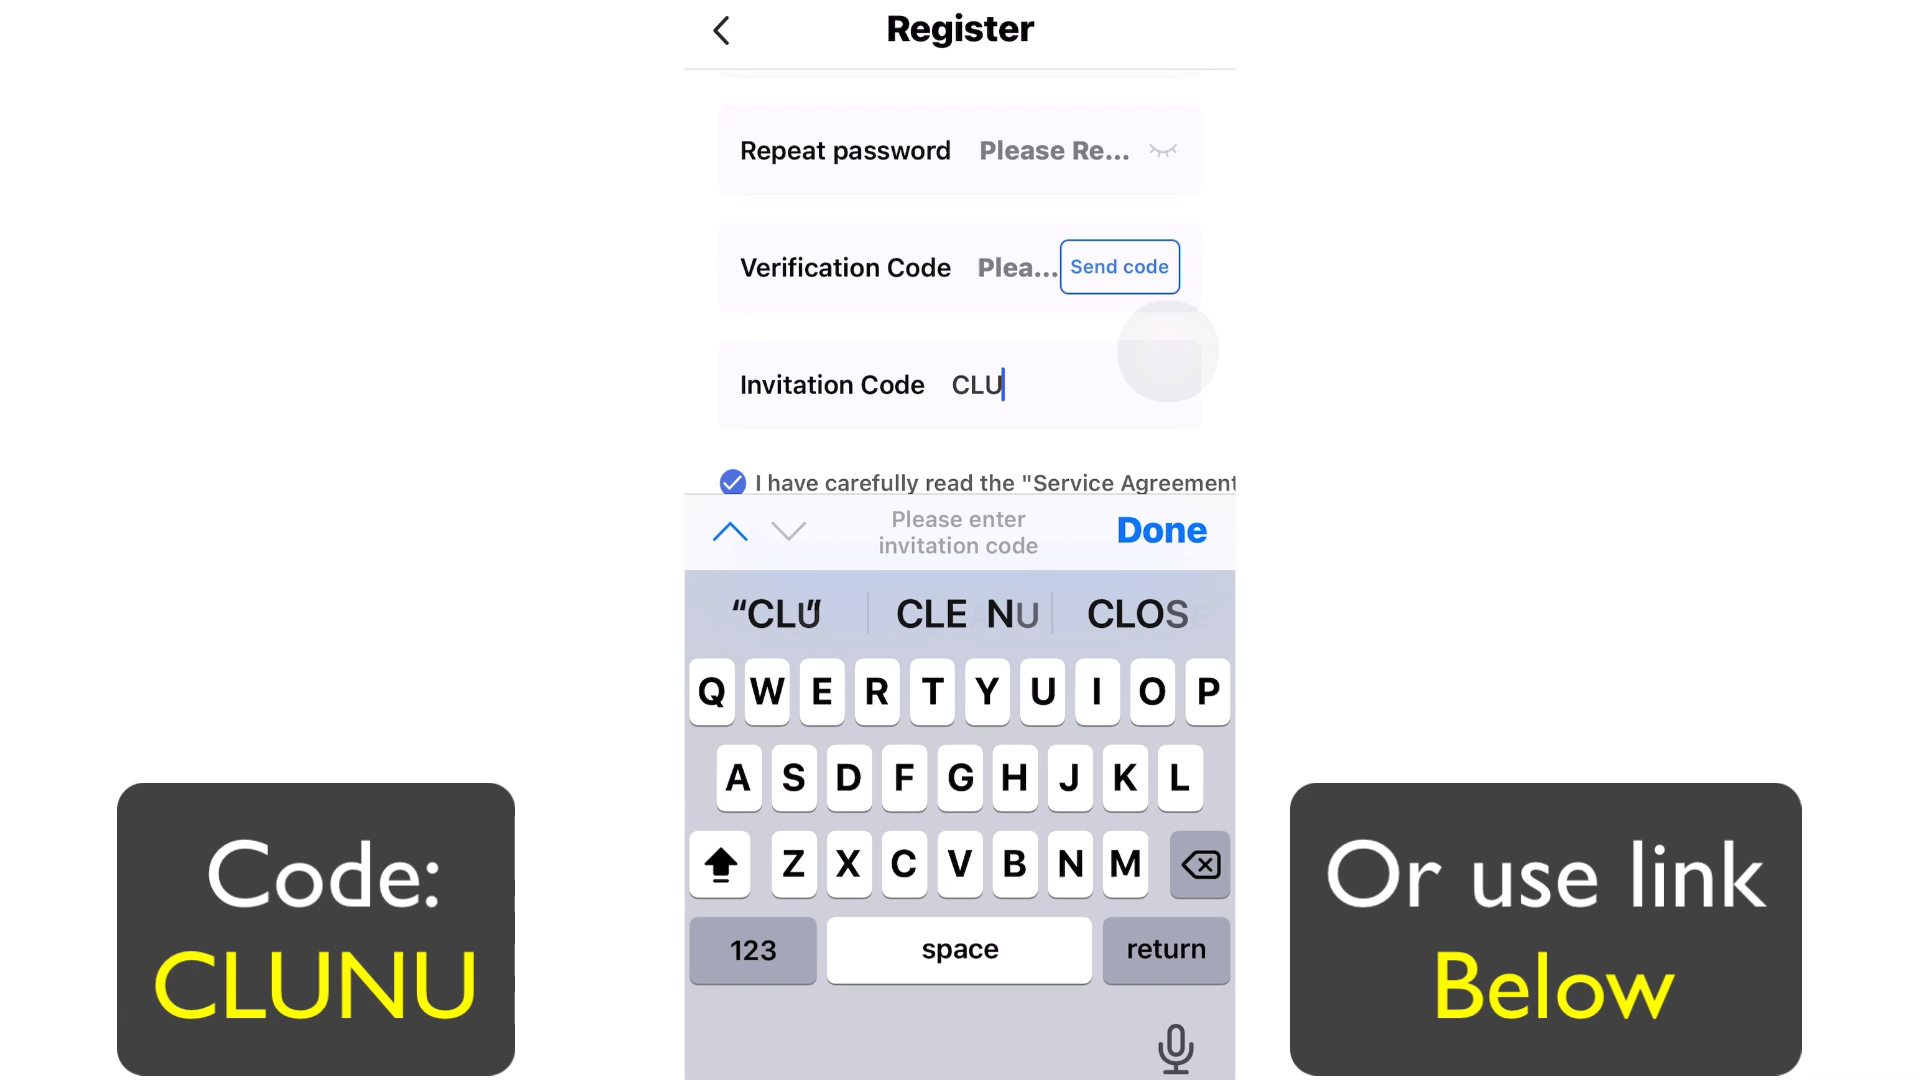 Register
Repeat password Please Re...
Verification Code Plea... Send code
Invitation Code CLU
I have carefully read the "Service Agreement
Please enter
invitation code
Done
“CLU” CLE NU CLOSE
Q W E R T Y U I O P
A S D F G H J K L
Z X C V B N M
123 space return
Code:
CLUNU
Or use link
Below